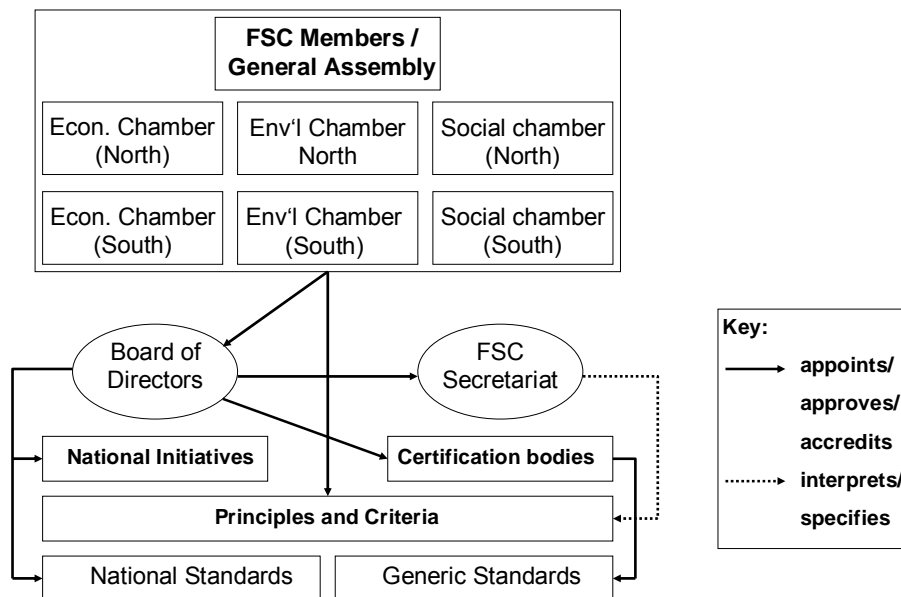 FSC Members /
General Assembly
Econ. Chamber
(North)
Env‘l Chamber
North
Social chamber
(North)
Econ. Chamber
(South)
Env‘l Chamber
(South)
Social chamber
(South)
Board of
Directors
FSC
Secretariat
National Initiatives
Certification bodies
Principles and Criteria
National Standards
Generic Standards
Key:
appoints/
approves/
accredits
interprets/
specifies